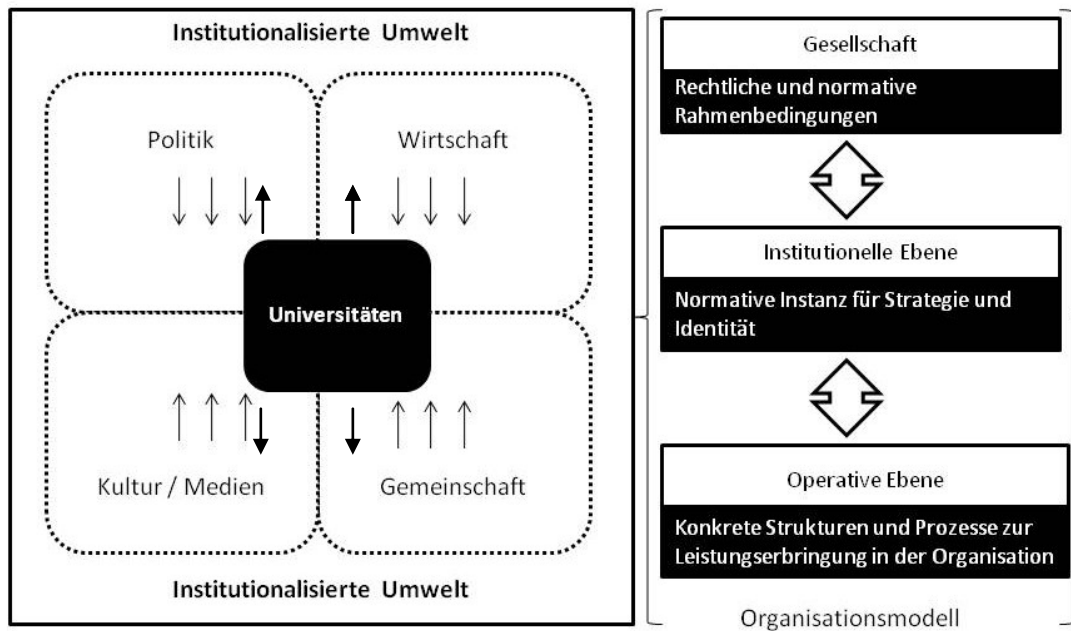 Institutionalisierte Umwelt
Politik
Wirtschaft
Universitäten
Kultur / Medien
Gemeinschaft
Institutionalisierte Umwelt
Gesellschaft
Rechtliche und normative
Rahmenbedingungen
Institutionelle Ebene
Normative Instanz für Strategie und
Identität
Operative Ebene
Konkrete Strukturen und Prozesse zur
Leistungserbringung in der Organisation
Organisationsmodell